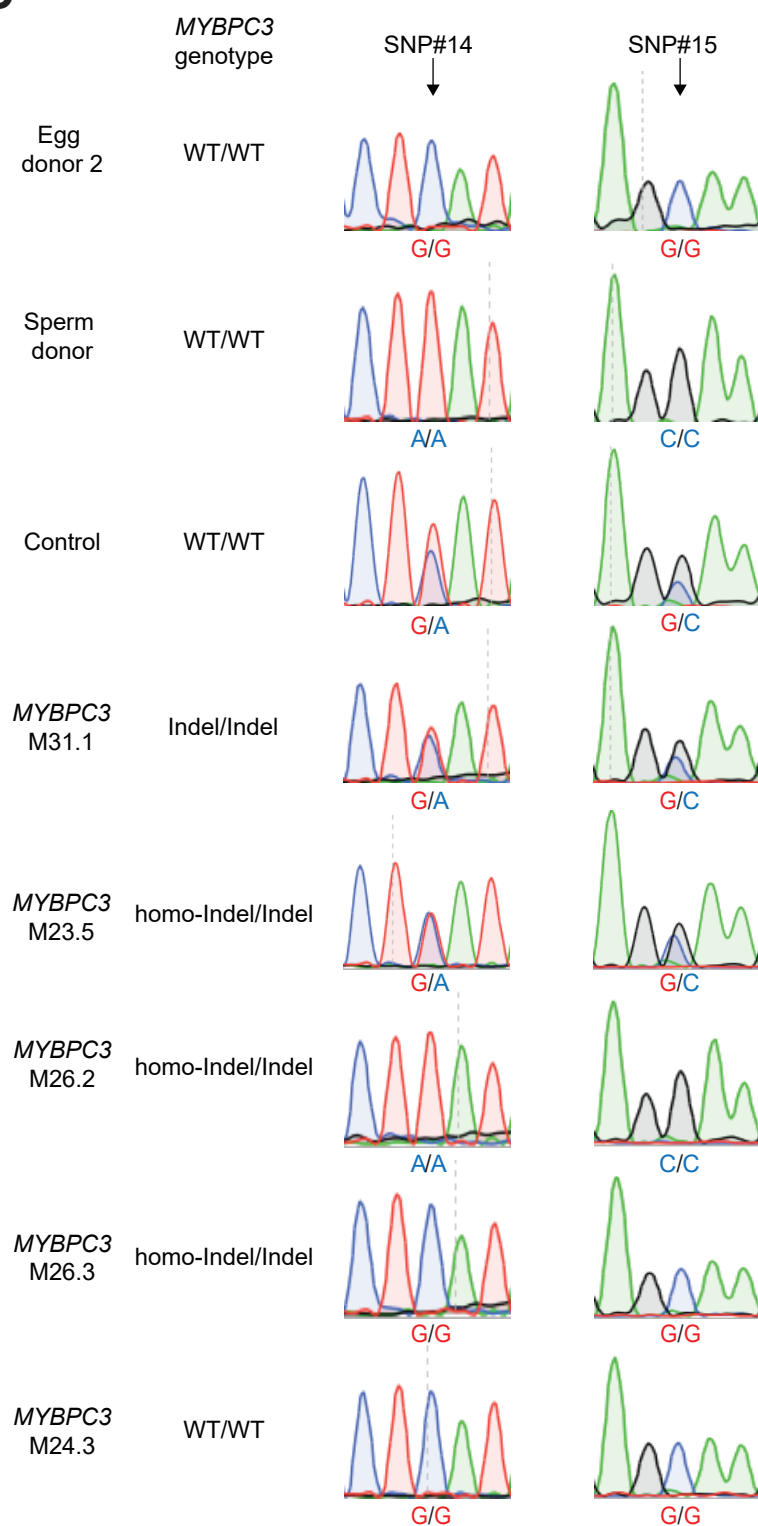 MYBPC3
genotype
SNP#14
SNP#15
Egg
donor 2
WT/WT
G/G
G/G
Sperm
donor
WT/WT
A/A
C/C
Control
WT/WT
G/A
G/C
MYBPC3
M31.1
Indel/Indel
G/A
G/C
MYBPC3
M23.5
homo-Indel/Indel
G/A
G/C
MYBPC3
M26.2
homo-Indel/Indel
A/A
C/C
MYBPC3
M26.3
homo-Indel/Indel
G/G
G/G
MYBPC3
M24.3
WT/WT
G/G
G/G